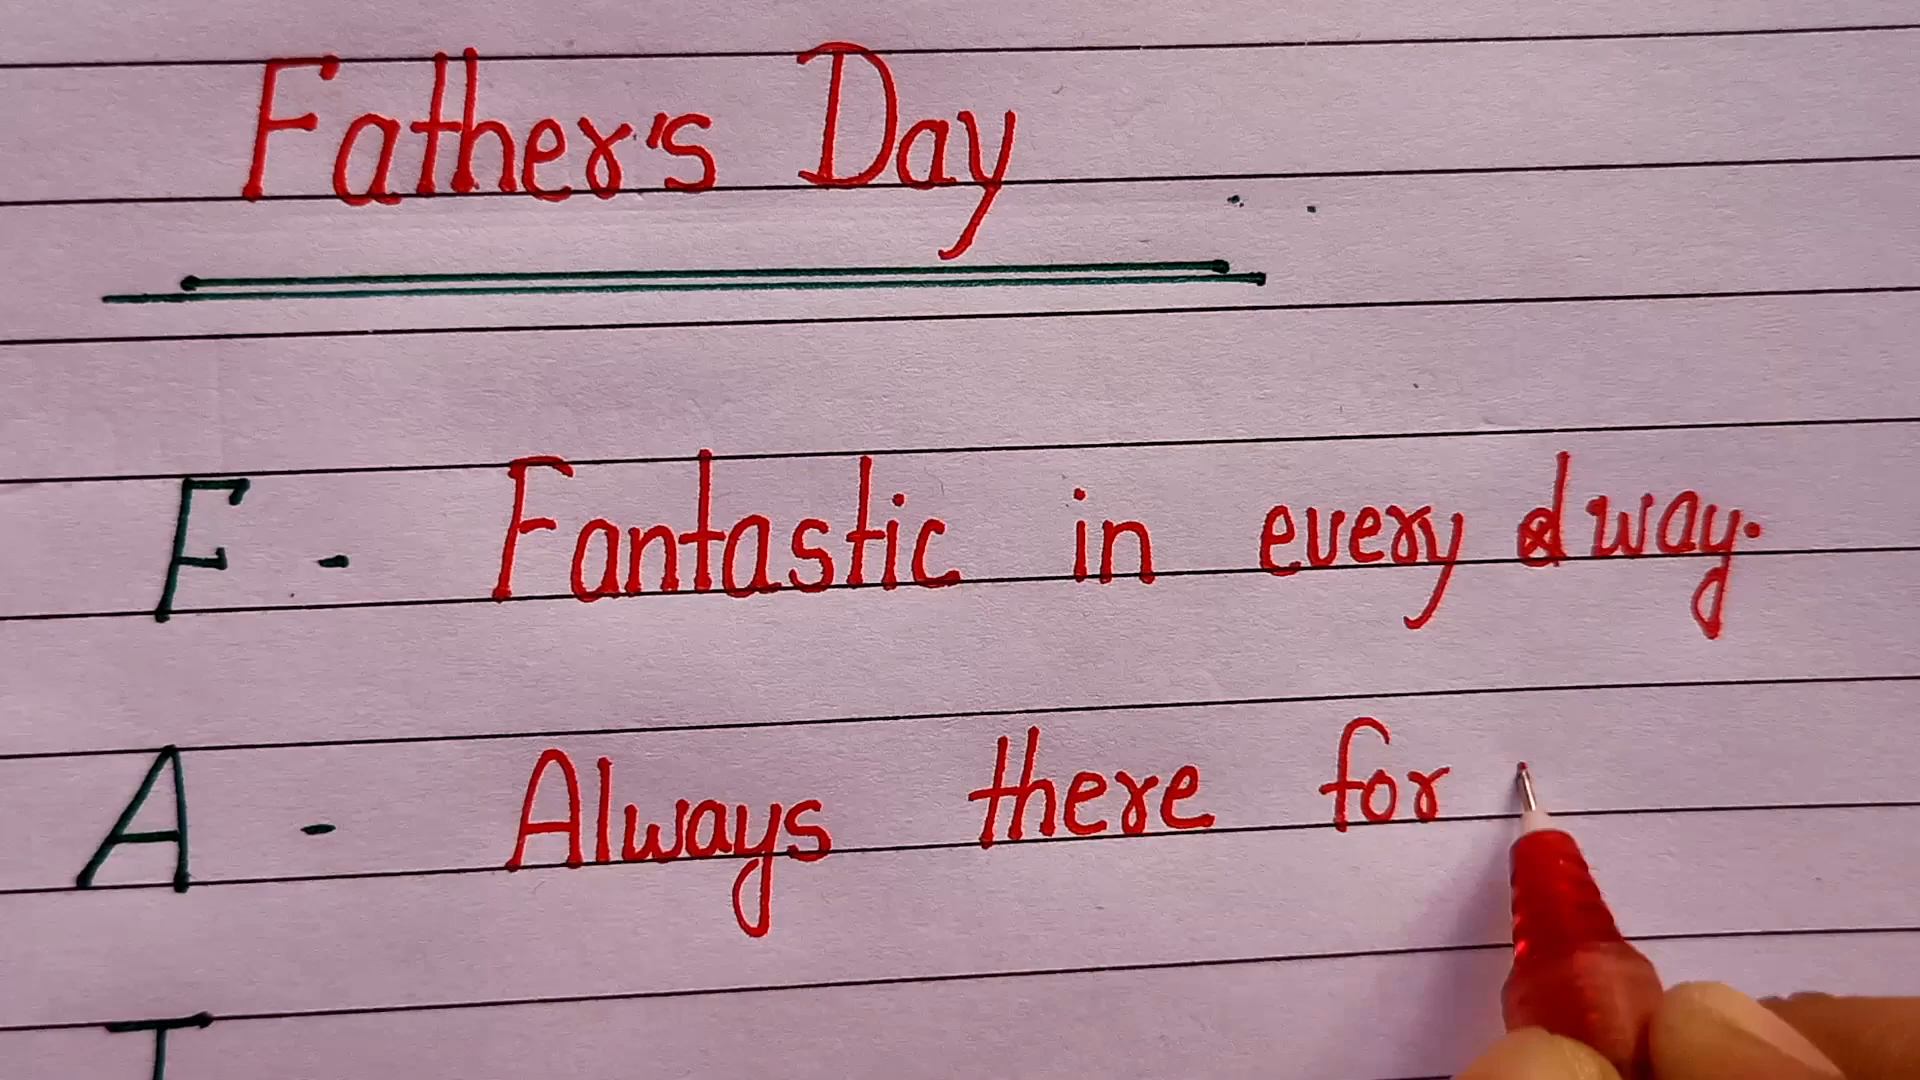 Father's Day
F - Fantastic in every d way.
A - Always there for
T